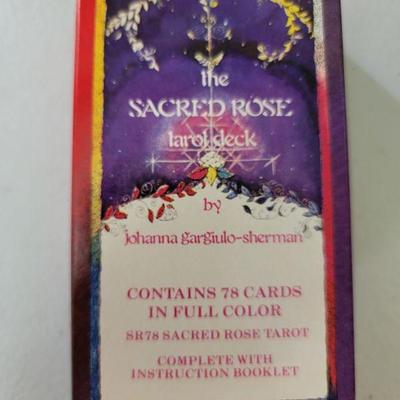 the
SACRED ROSE
tarot deck
by
johanna gargiulo-sherman
CONTAINS 78 CARDS
IN FULL COLOR
SR78 SACRED ROSE TAROT
COMPLETE WITH
INSTRUCTION BOOKLET